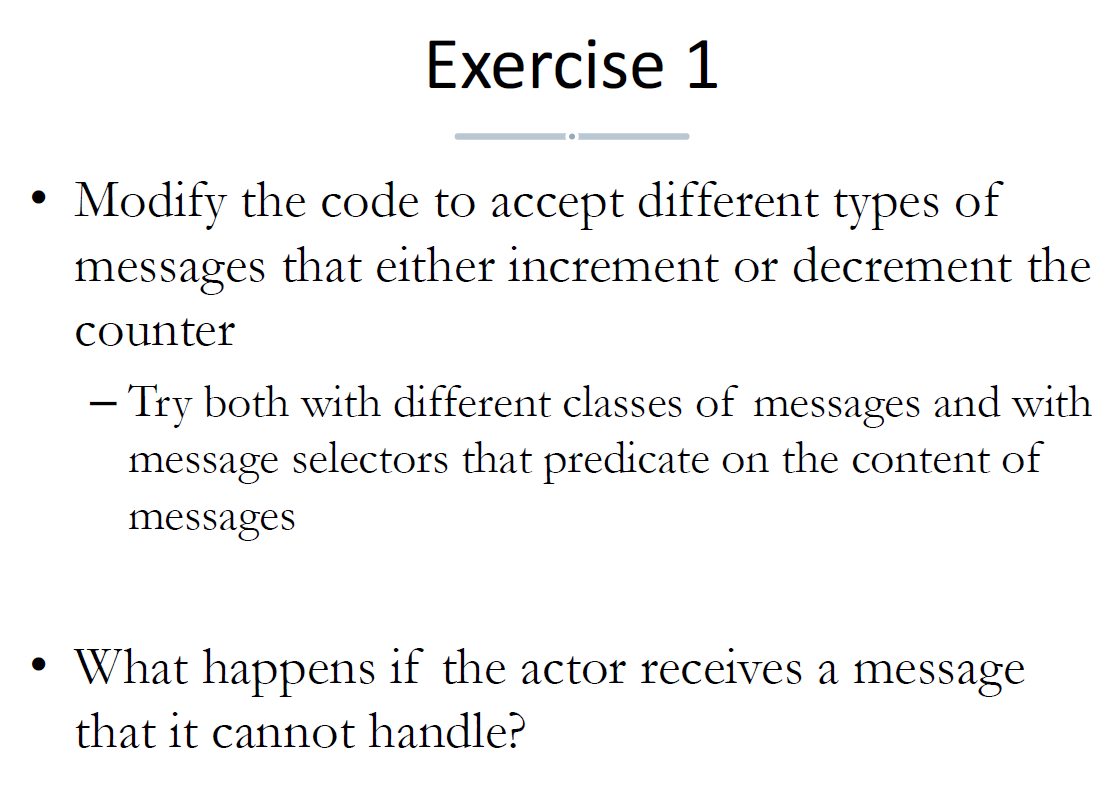 Exercise 1
• Modify the code to accept different types of
messages that either increment or decrement the
counter
– Try both with different classes of messages and with
message selectors that predicate on the content of
messages
• What happens if the actor receives a message
that it cannot handle?